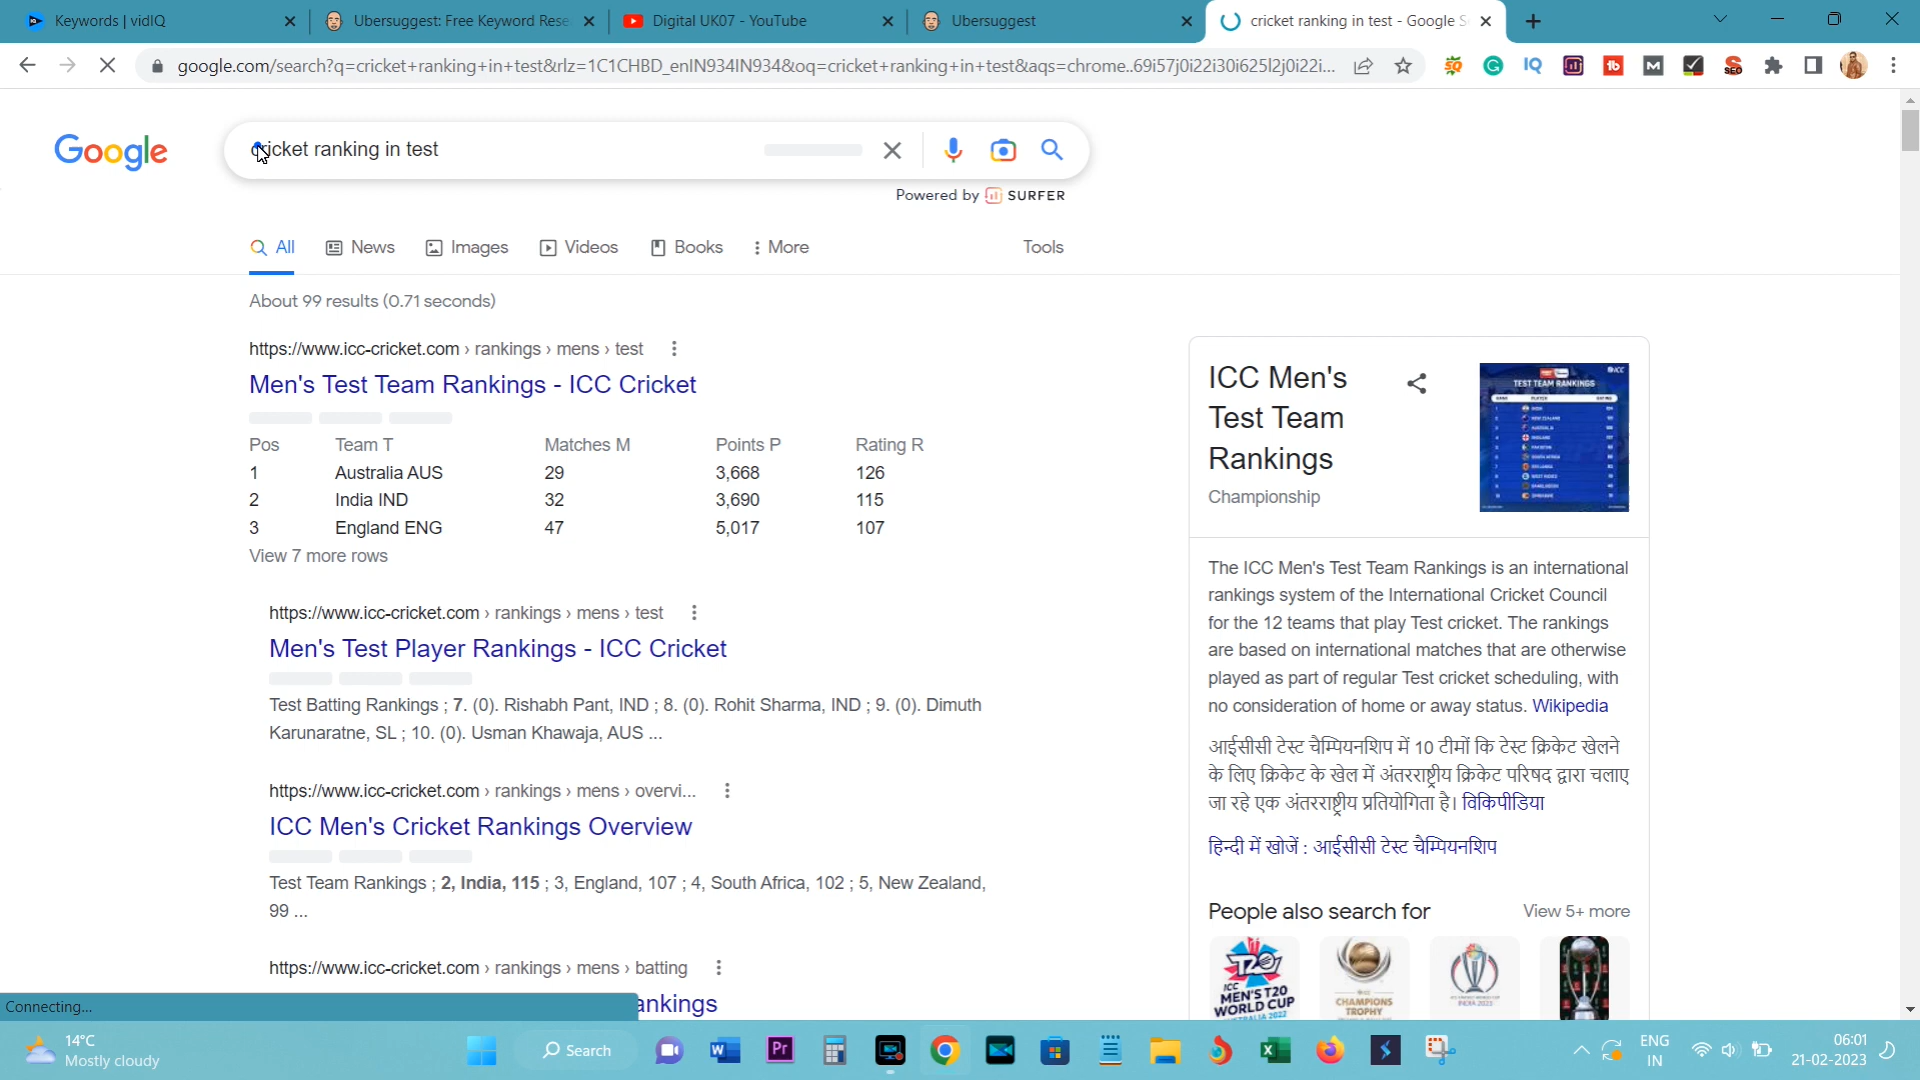 Keywords | vidIQ
Ubersuggest: Free Keyword Rese
Digital UK07 - YouTube
Ubersuggest
cricket ranking in test - Google S
google.com/search?q=cricket+ranking+in+test&rlz=1C1CHBD_enIN934IN934&oq=cricket+ranking+in+test&aqs=chrome..69i57j0i22i30i625l2j0i22i...
Google
cricket ranking in test
Powered by SURFER
All
News
Images
Videos
Books
More
Tools
About 99 results (0.71 seconds)
https://www.icc-cricket.com › rankings › mens › test
Men's Test Team Rankings - ICC Cricket
Pos Team T Matches M Points P Rating R
1 Australia AUS 29 3,668 126
2 India IND 32 3,690 115
3 England ENG 47 5,017 107
View 7 more rows
https://www.icc-cricket.com › rankings › mens › test
Men's Test Player Rankings - ICC Cricket
Test Batting Rankings ; 7. (0). Rishabh Pant, IND ; 8. (0). Rohit Sharma, IND ; 9. (0). Dimuth
Karunaratne, SL ; 10. (0). Usman Khawaja, AUS ...
https://www.icc-cricket.com › rankings › mens › overvi...
ICC Men's Cricket Rankings Overview
Test Team Rankings ; 2, India, 115 ; 3, England, 107 ; 4, South Africa, 102 ; 5, New Zealand,
99 ...
https://www.icc-cricket.com › rankings › mens › batting
ankings
ICC Men's
Test Team
Rankings
Championship
TEST TEAM RANKINGS
The ICC Men's Test Team Rankings is an international
rankings system of the International Cricket Council
for the 12 teams that play Test cricket. The rankings
are based on international matches that are otherwise
played as part of regular Test cricket scheduling, with
no consideration of home or away status. Wikipedia
आईसीसी टेस्ट चैम्पियनशिप में 10 टीमों कि टेस्ट क्रिकेट खेलने
के लिए क्रिकेट के खेल में अंतरराष्ट्रीय क्रिकेट परिषद द्वारा चलाए
जा रहे एक अंतरराष्ट्रीय प्रतियोगिता है। विकिपीडिया
हिन्दी में खोजें : आईसीसी टेस्ट चैम्पियनशिप
People also search for
View 5+ more
T20
ICC
MEN'S T20
WORLD CUP
AUSTRALIA 2022
CHAMPIONS
TROPHY
Connecting...
14°C
Mostly cloudy
Search
ENG
IN
06:01
21-02-2023